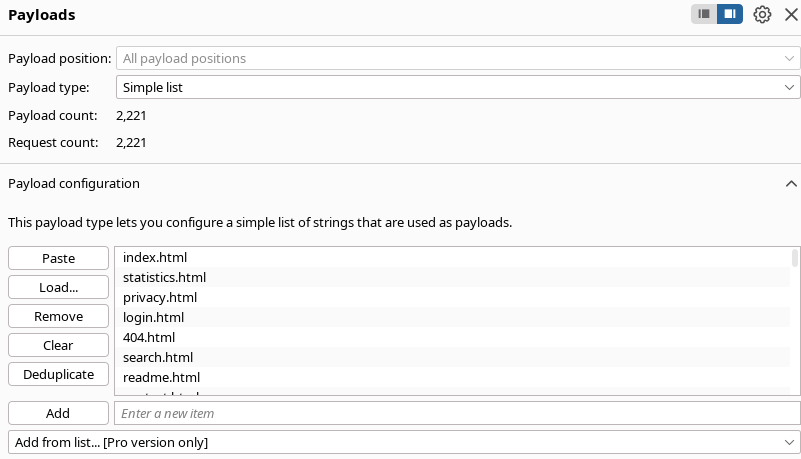 Payloads
Payload position: All payload positions
Payload type: Simple list
Payload count: 2,221
Request count: 2,221
Payload configuration
This payload type lets you configure a simple list of strings that are used as payloads.
Paste
Load...
Remove
Clear
Deduplicate
index.html
statistics.html
privacy.html
login.html
404.html
search.html
readme.html
Add
Enter a new item
Add from list... [Pro version only]